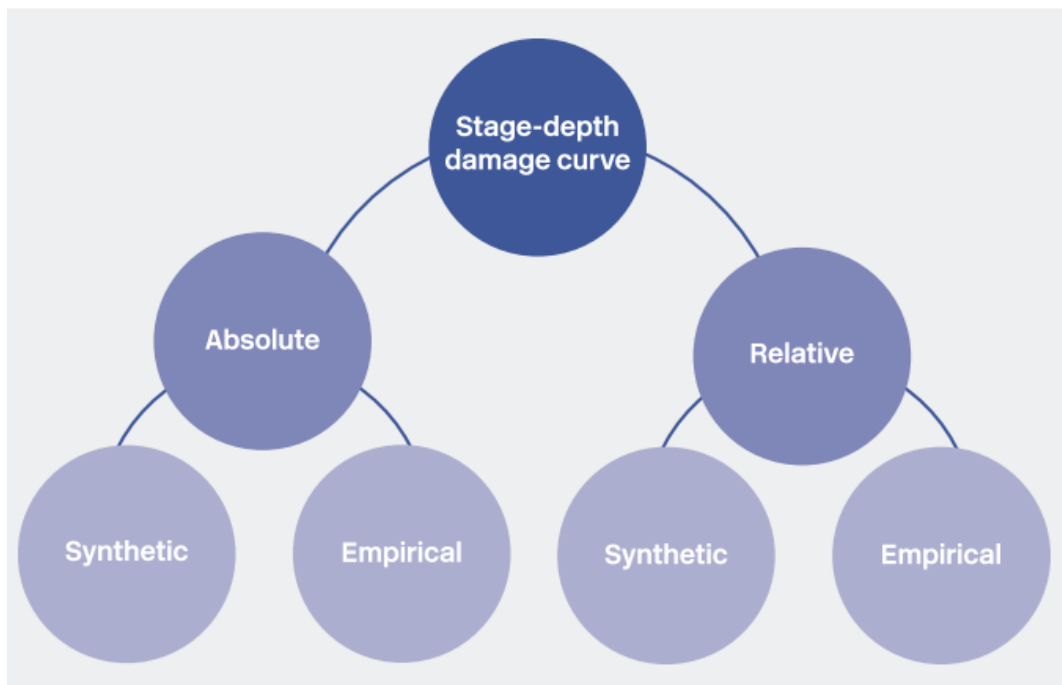 Stage-depth
damage curve
Absolute
Relative
Synthetic
Empirical
Synthetic
Empirical